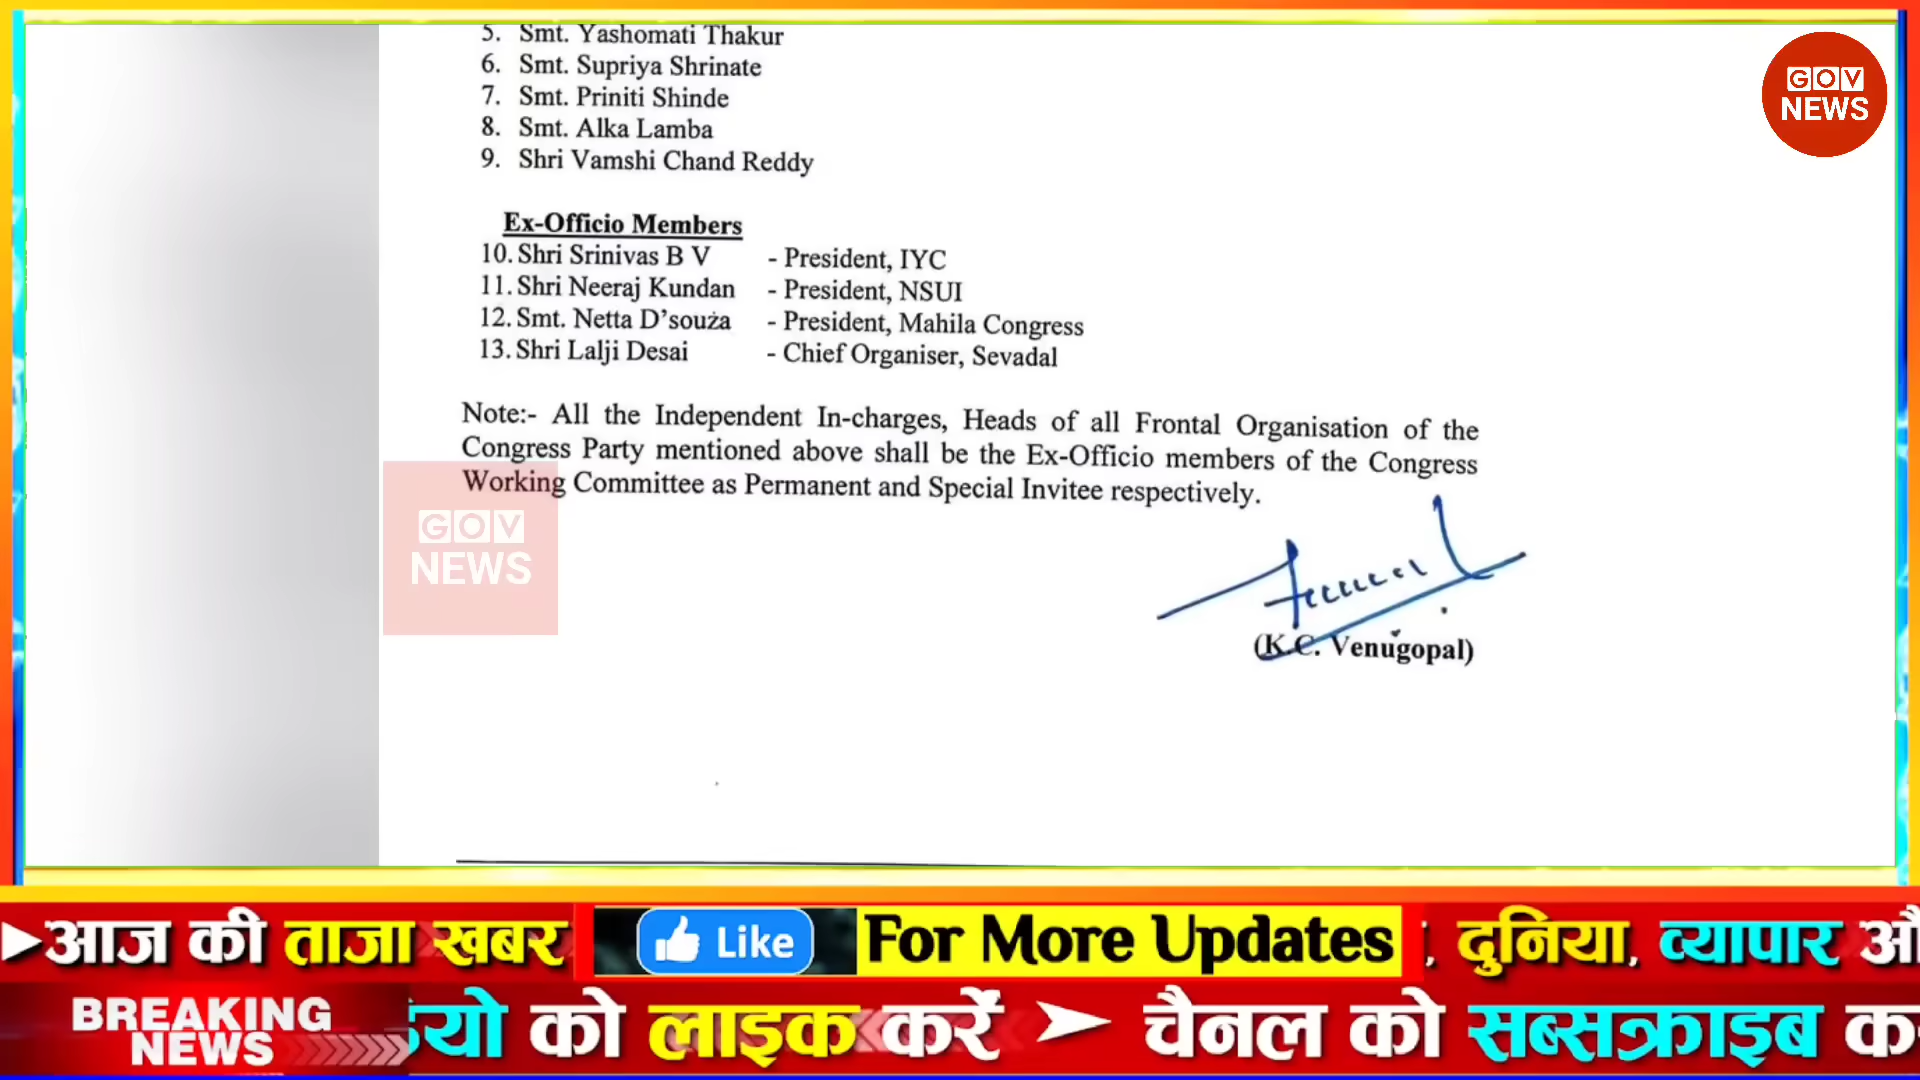 5. Smt. Yashomati Thakur
6. Smt. Supriya Shrinate
7. Smt. Priniti Shinde
8. Smt. Alka Lamba
9. Shri Vamshi Chand Reddy
Ex-Officio Members
10. Shri Srinivas B V - President, IYC
11. Shri Neeraj Kundan - President, NSUI
12. Smt. Netta D'souza - President, Mahila Congress
13. Shri Lalji Desai - Chief Organiser, Sevadal
Note:- All the Independent In-charges, Heads of all Frontal Organisation of the
Congress Party mentioned above shall be the Ex-Officio members of the Congress
Working Committee as Permanent and Special Invitee respectively.
(K.C. Venugopal)
GOV
NEWS
GOV
NEWS
आज की ताजा खबर
Like
For More Updates
, दुनिया, व्यापार
BREAKING
NEWS
को लाइक करें
चैनल को सब्सक्राइब